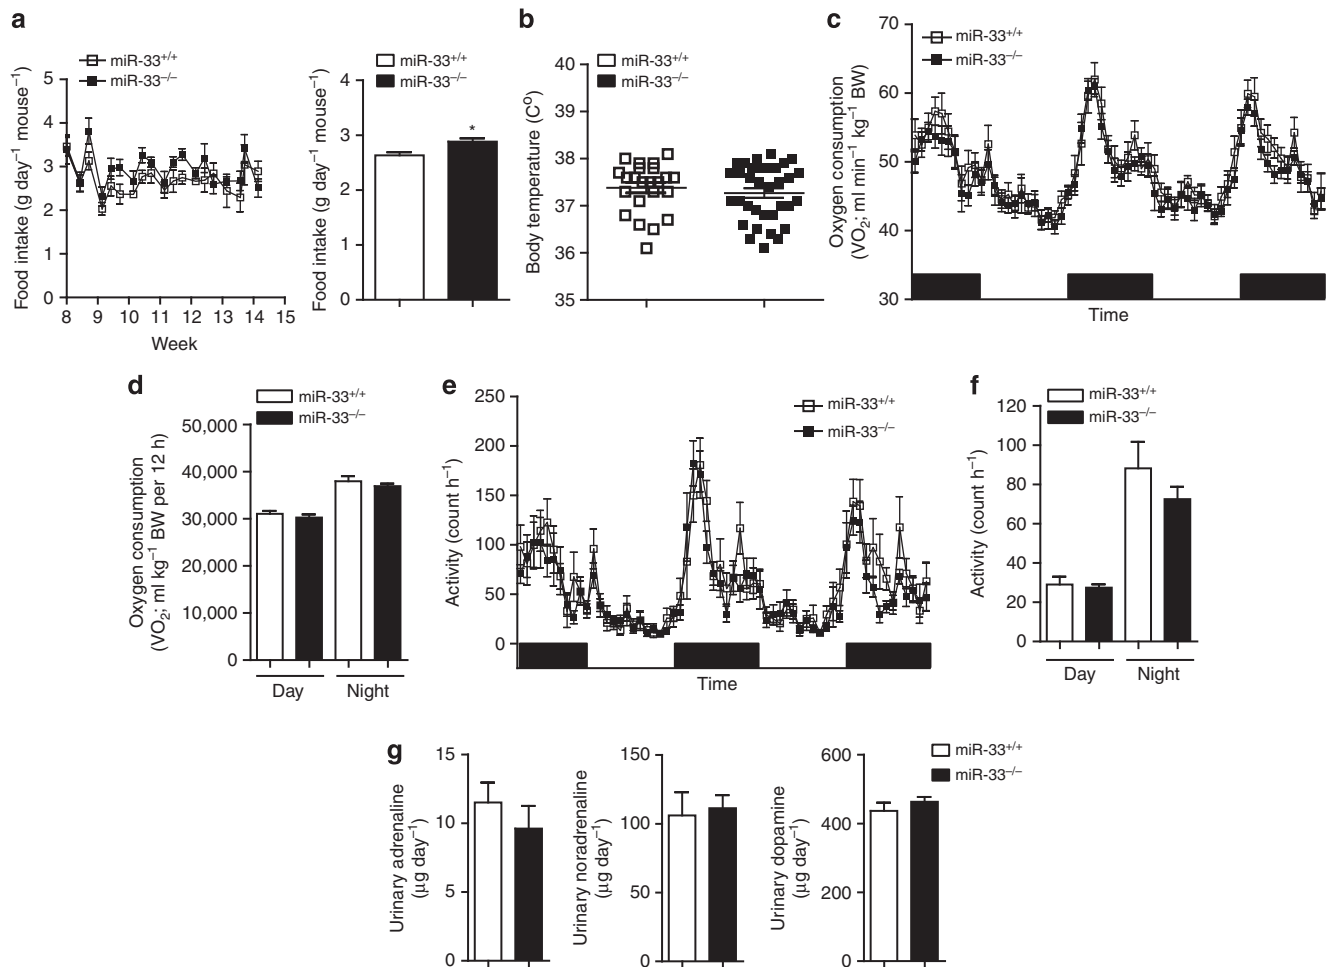 a
miR-33+/+
miR-33–/–
Food intake (g day–1 mouse–1)
5
4
3
2
1
0
8 9 10 11 12 13 14 15
Week
miR-33+/+
miR-33–/–
Food intake (g day–1 mouse–1)
4
3
2
1
0
*
b
miR-33+/+
miR-33–/–
Body temperature (Co)
40
39
38
37
36
35
c
miR-33+/+
miR-33–/–
Oxygen consumption
(VO2; ml min–1 kg–1 BW)
70
60
50
40
30
Time
d
miR-33+/+
miR-33–/–
Oxygen consumption
(VO2; ml kg–1 BW per 12 h)
50,000
40,000
30,000
20,000
10,000
0
Day Night
e
miR-33+/+
miR-33–/–
Activity (count h–1)
250
200
150
100
50
0
Time
f
miR-33+/+
miR-33–/–
Activity (count h–1)
120
100
80
60
40
20
0
Day Night
g
Urinary adrenaline
(μg day–1)
15
10
5
0
Urinary noradrenaline
(μg day–1)
150
100
50
0
Urinary dopamine
(μg day–1)
600
400
200
0
miR-33+/+
miR-33–/–